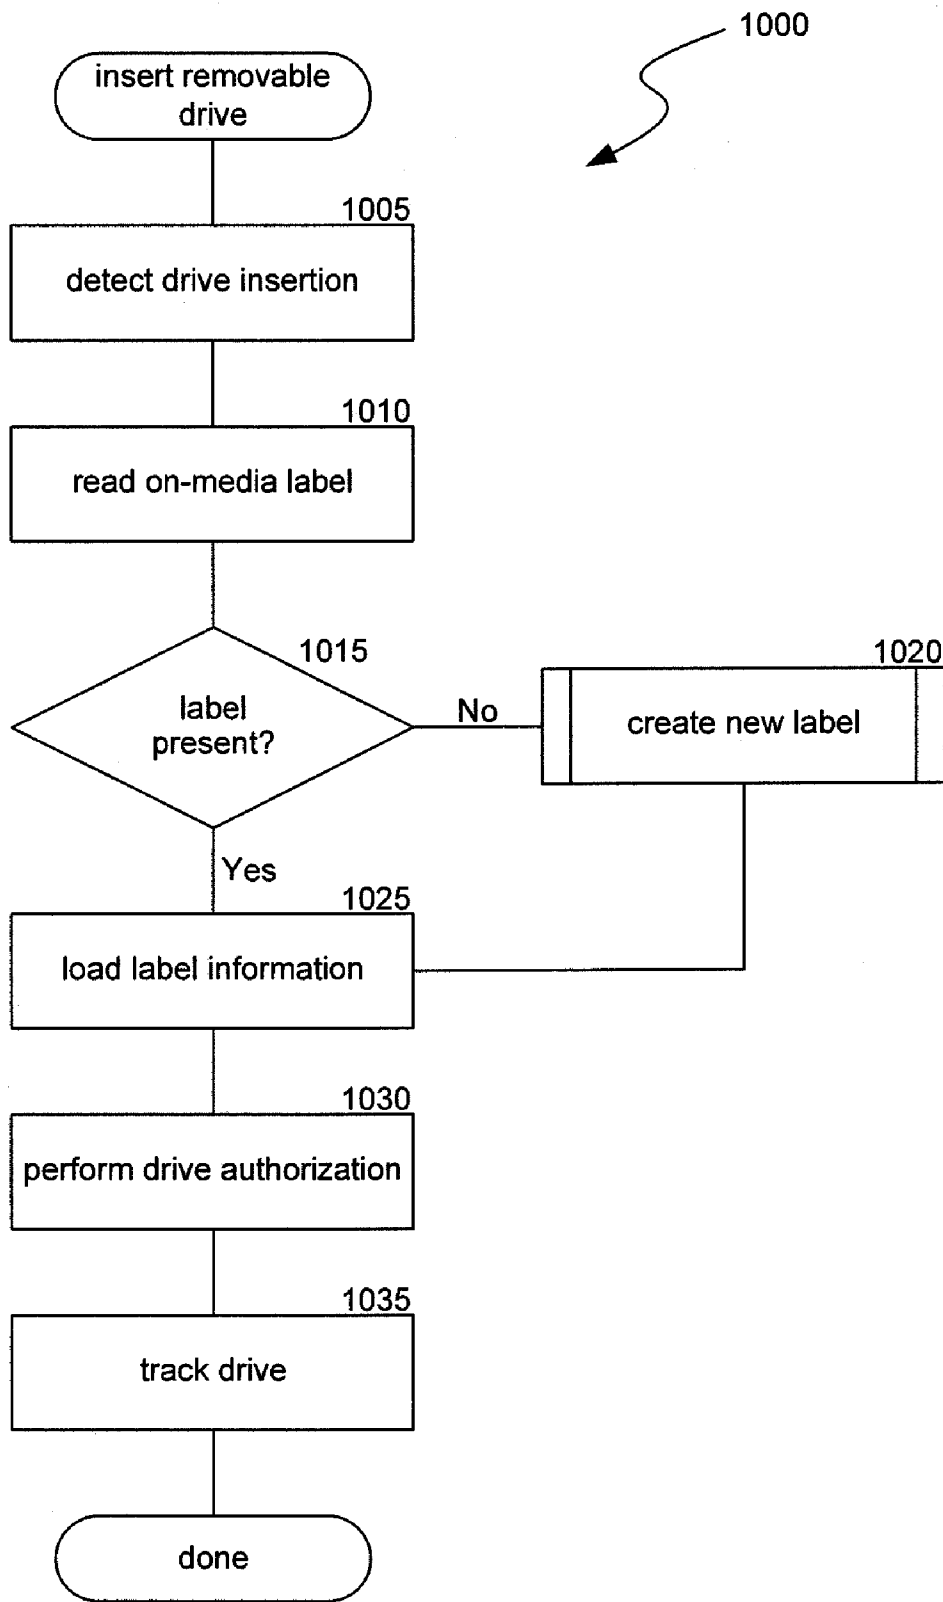 1000
insert removable
drive
1005
detect drive insertion
1010
read on-media label
1015
label
present?
No
1020
create new label
Yes
1025
load label information
1030
perform drive authorization
1035
track drive
done